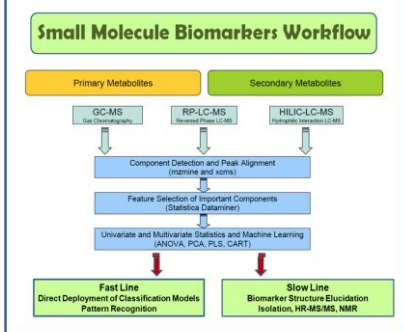 Small Molecule Biomarkers Workflow
Primary Metabolites
Secondary Metabolites
GC-MS
Gas Chromatography
RP-LC-MS
Reversed Phase LC-MS
HILIC-LC-MS
Hydrophilic Interaction LC-MS
Component Detection and Peak Alignment
(mzmine and xcms)
Feature Selection of Important Components
(Statistica Dataminer)
Univariate and Multivariate Statistics and Machine Learning
(ANOVA, PCA, PLS, CART)
Fast Line
Direct Deployment of Classification Models
Pattern Recognition
Slow Line
Biomarker Structure Elucidation
Isolation, HR-MS/MS, NMR